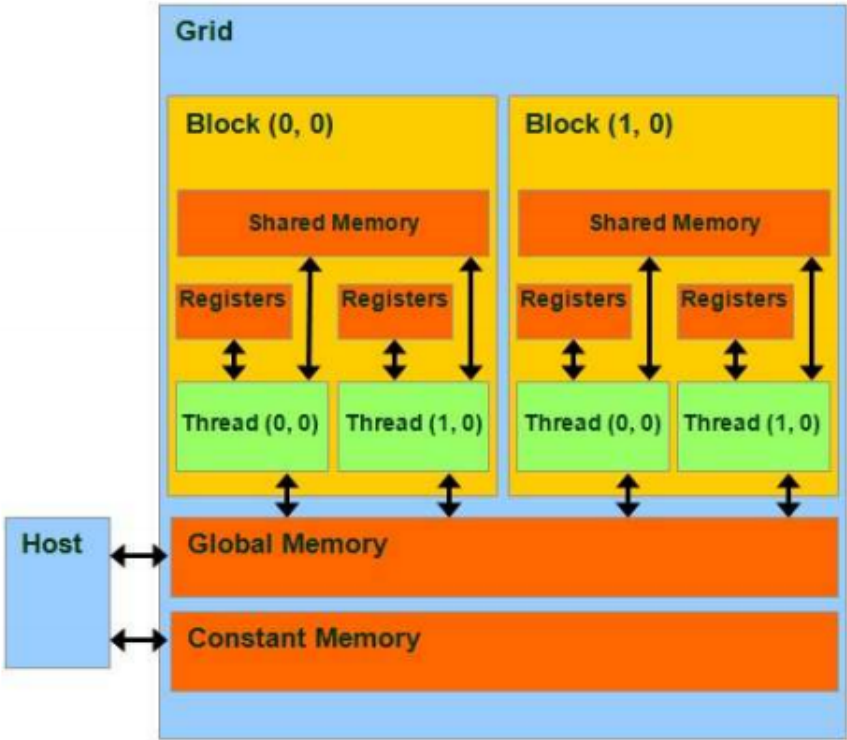 Grid
Block (0, 0)
Block (1, 0)
Shared Memory
Shared Memory
Registers
Registers
Registers
Registers
Thread (0, 0)
Thread (1, 0)
Thread (0, 0)
Thread (1, 0)
Host
Global Memory
Constant Memory